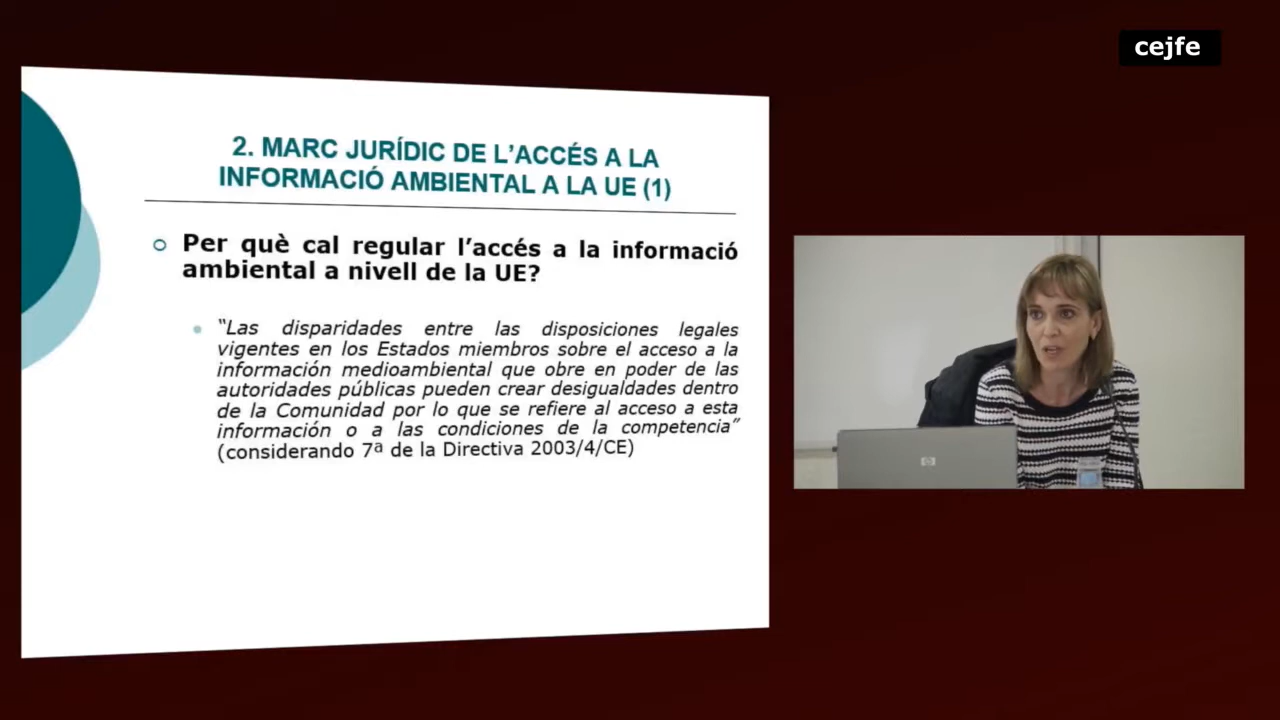 cejfe
2. MARC JURÍDIC DE L'ACCÉS A LA
INFORMACIÓ AMBIENTAL A LA UE (1)
Per què cal regular l'accés a la informació
ambiental a nivell de la UE?
"Las disparidades entre las disposiciones legales
vigentes en los Estados miembros sobre el acceso a la
información medioambiental que obre en poder de las
autoridades públicas pueden crear desigualdades dentro
de la Comunidad por lo que se refiere al acceso a esta
información o a las condiciones de la competencia"
(considerando 7ª de la Directiva 2003/4/CE)
hp